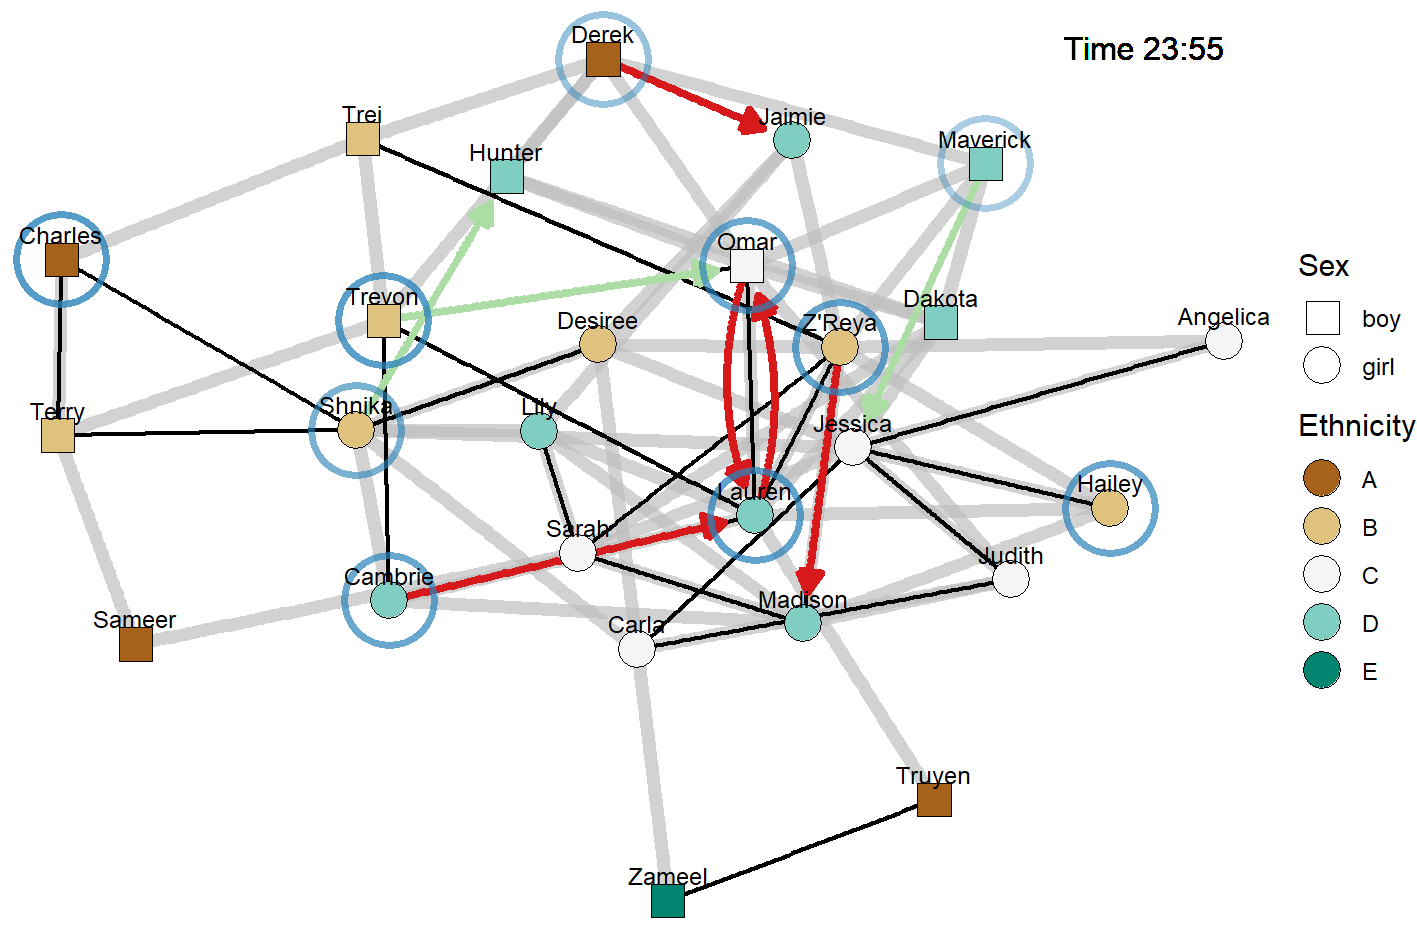 Derek
Time 23:55
Trei
Jaimie
Hunter
Maverick
Charles
Omar
Trevon
Desiree
Z'Reya
Dakota
Angelica
Sex
boy
girl
Terry
Shnika
Lily
Jessica
Ethnicity
A
B
C
D
E
Lauren
Hailey
Sarah
Judith
Cambrie
Madison
Sameer
Carla
Truyen
Zameel